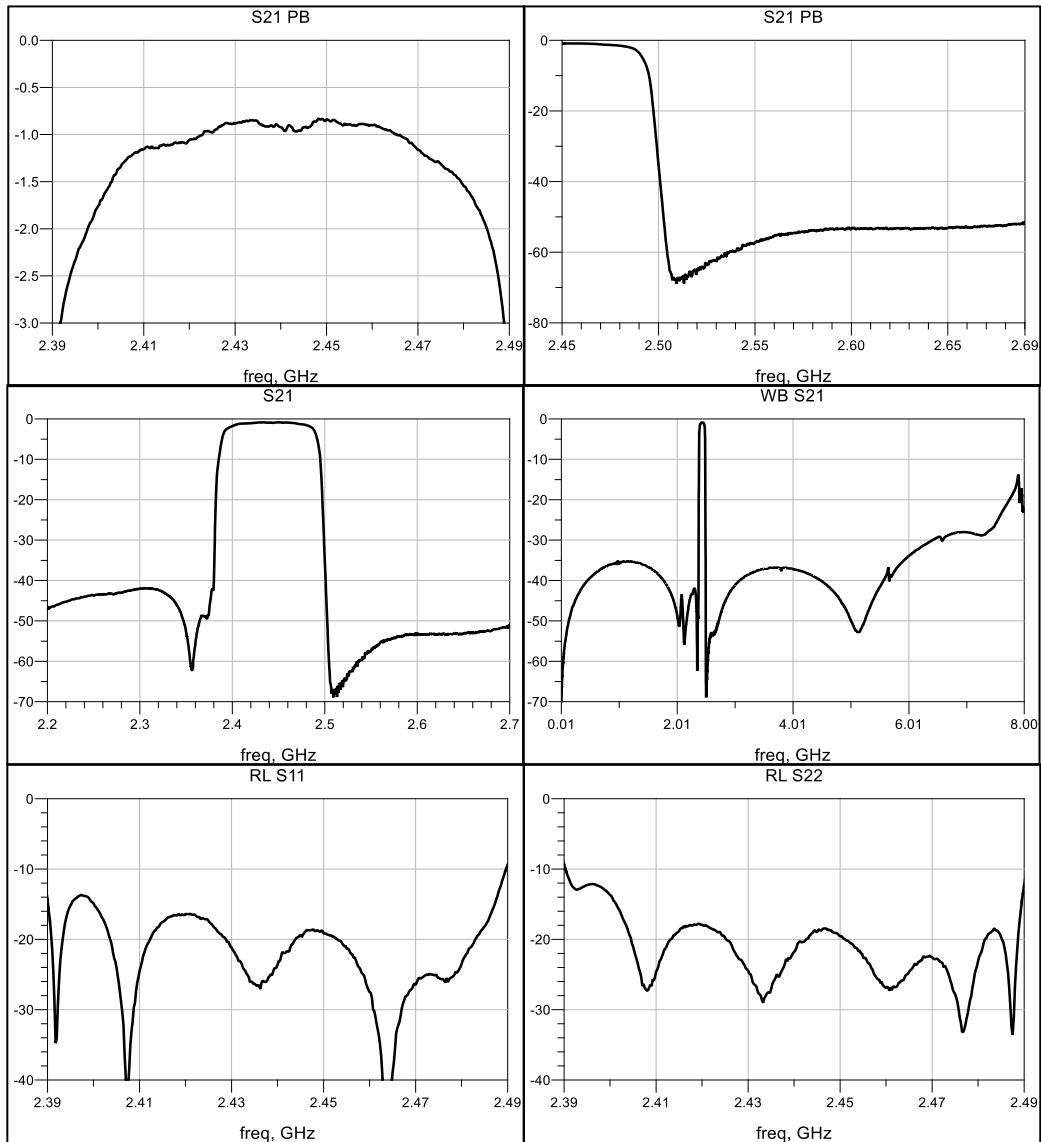 S21 PB
0.0
-0.5
-1.0
-1.5
-2.0
-2.5
-3.0
2.39 2.41 2.43 2.45 2.47 2.49
freq, GHz
S21 PB
0
-20
-40
-60
-80
2.45 2.50 2.55 2.60 2.65 2.69
freq, GHz
S21
0
-10
-20
-30
-40
-50
-60
-70
2.2 2.3 2.4 2.5 2.6 2.7
freq, GHz
WB S21
0
-10
-20
-30
-40
-50
-60
-70
0.01 2.01 4.01 6.01 8.00
freq, GHz
RL S11
0
-10
-20
-30
-40
2.39 2.41 2.43 2.45 2.47 2.49
freq, GHz
RL S22
0
-10
-20
-30
-40
2.39 2.41 2.43 2.45 2.47 2.49
freq, GHz